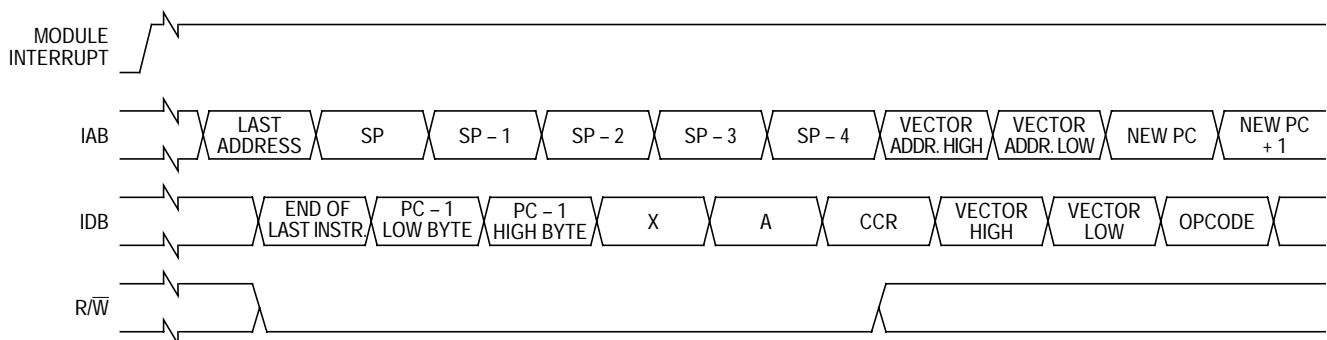 MODULE
INTERRUPT
IAB
LAST
ADDRESS
SP
SP – 1
SP – 2
SP – 3
SP – 4
VECTOR
ADDR. HIGH
VECTOR
ADDR. LOW
NEW PC
NEW PC
+ 1
IDB
END OF
LAST INSTR.
PC – 1
LOW BYTE
PC – 1
HIGH BYTE
X
A
CCR
VECTOR
HIGH
VECTOR
LOW
OPCODE
R/W̅